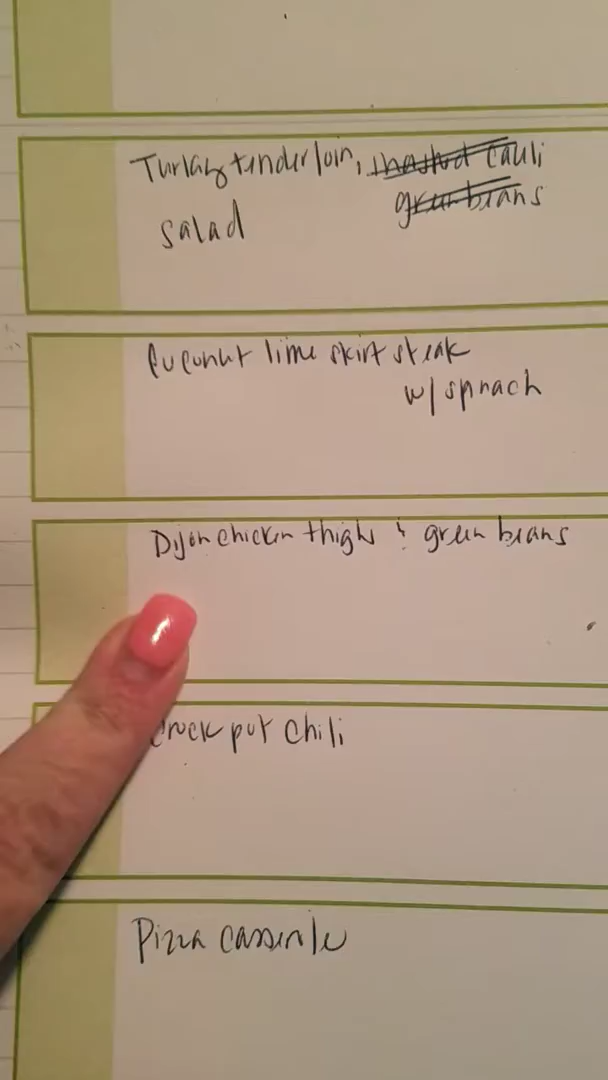 Turkey tenderloin, mashed cauli
green beans
salad
Coconut lime skirt steak
w/ spinach
Dijon chicken thighs & green beans
crock pot chili
Pizza casserole